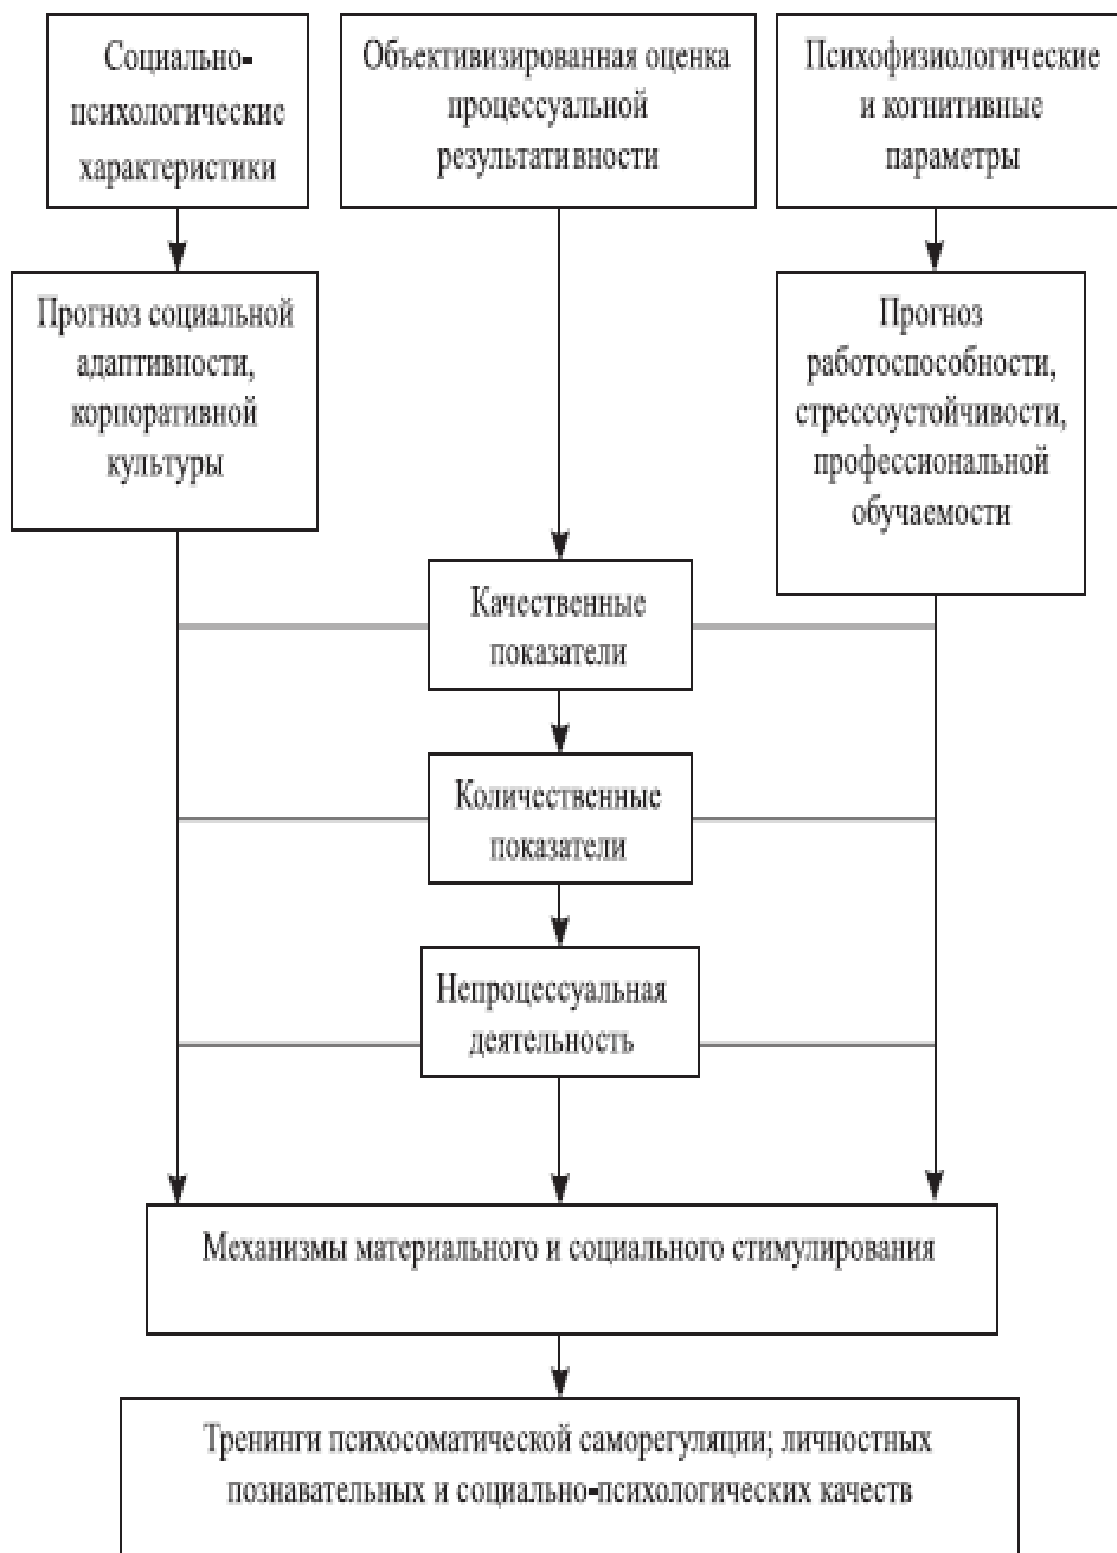 Социально-
психологические
характеристики
Объективизированная оценка
процессуальной
результативности
Психофизиологические
и когнитивные
параметры
Прогноз социальной
адаптивности,
корпоративной
культуры
Прогноз
работоспособности,
стрессоустойчивости,
профессиональной
обучаемости
Качественные
показатели
Количественные
показатели
Непроцессуальная
деятельность
Механизмы материального и социального стимулирования
Тренинги психосоматической саморегуляции; личностных
познавательных и социально-психологических качеств